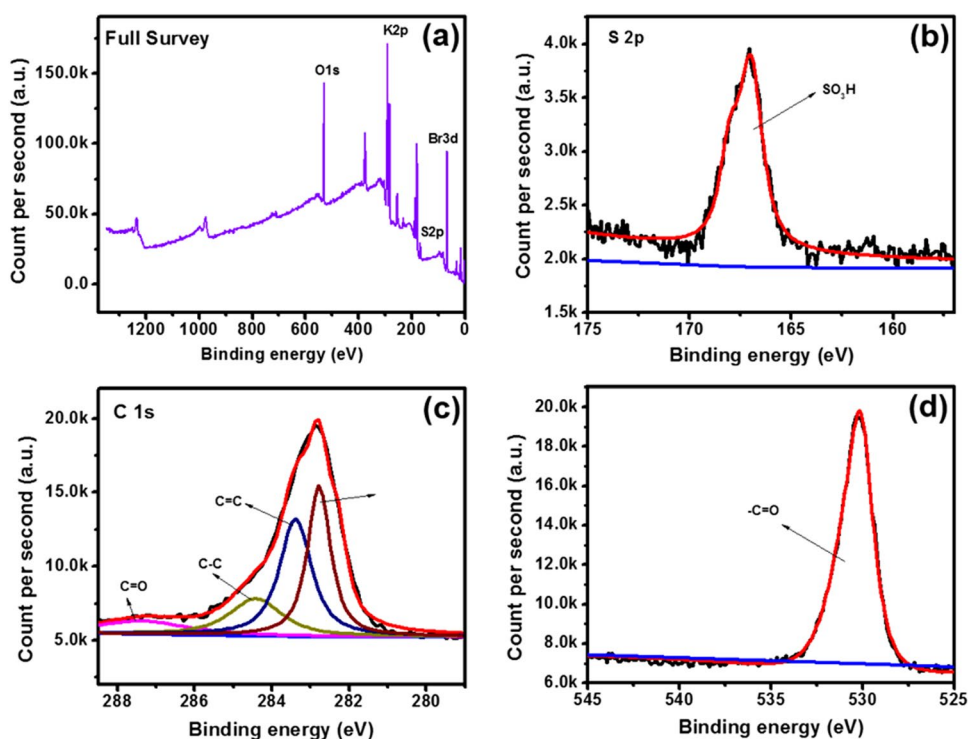 Full Survey
(a)
K2p
O1s
Br3d
S2p
150.0k
100.0k
50.0k
0.0
Count per second (a.u.)
1200 1000 800 600 400 200 0
Binding energy (eV)
S 2p
(b)
SO₃H
4.0k
3.5k
3.0k
2.5k
2.0k
1.5k
Count per second (a.u.)
175 170 165 160
Binding energy (eV)
C 1s
(c)
C=C
C-C
C=O
20.0k
15.0k
10.0k
5.0k
Count per second (a.u.)
288 286 284 282 280
Binding energy (eV)
(d)
-C=O
20.0k
18.0k
16.0k
14.0k
12.0k
10.0k
8.0k
6.0k
Count per second (a.u.)
545 540 535 530 525
Binding energy (eV)